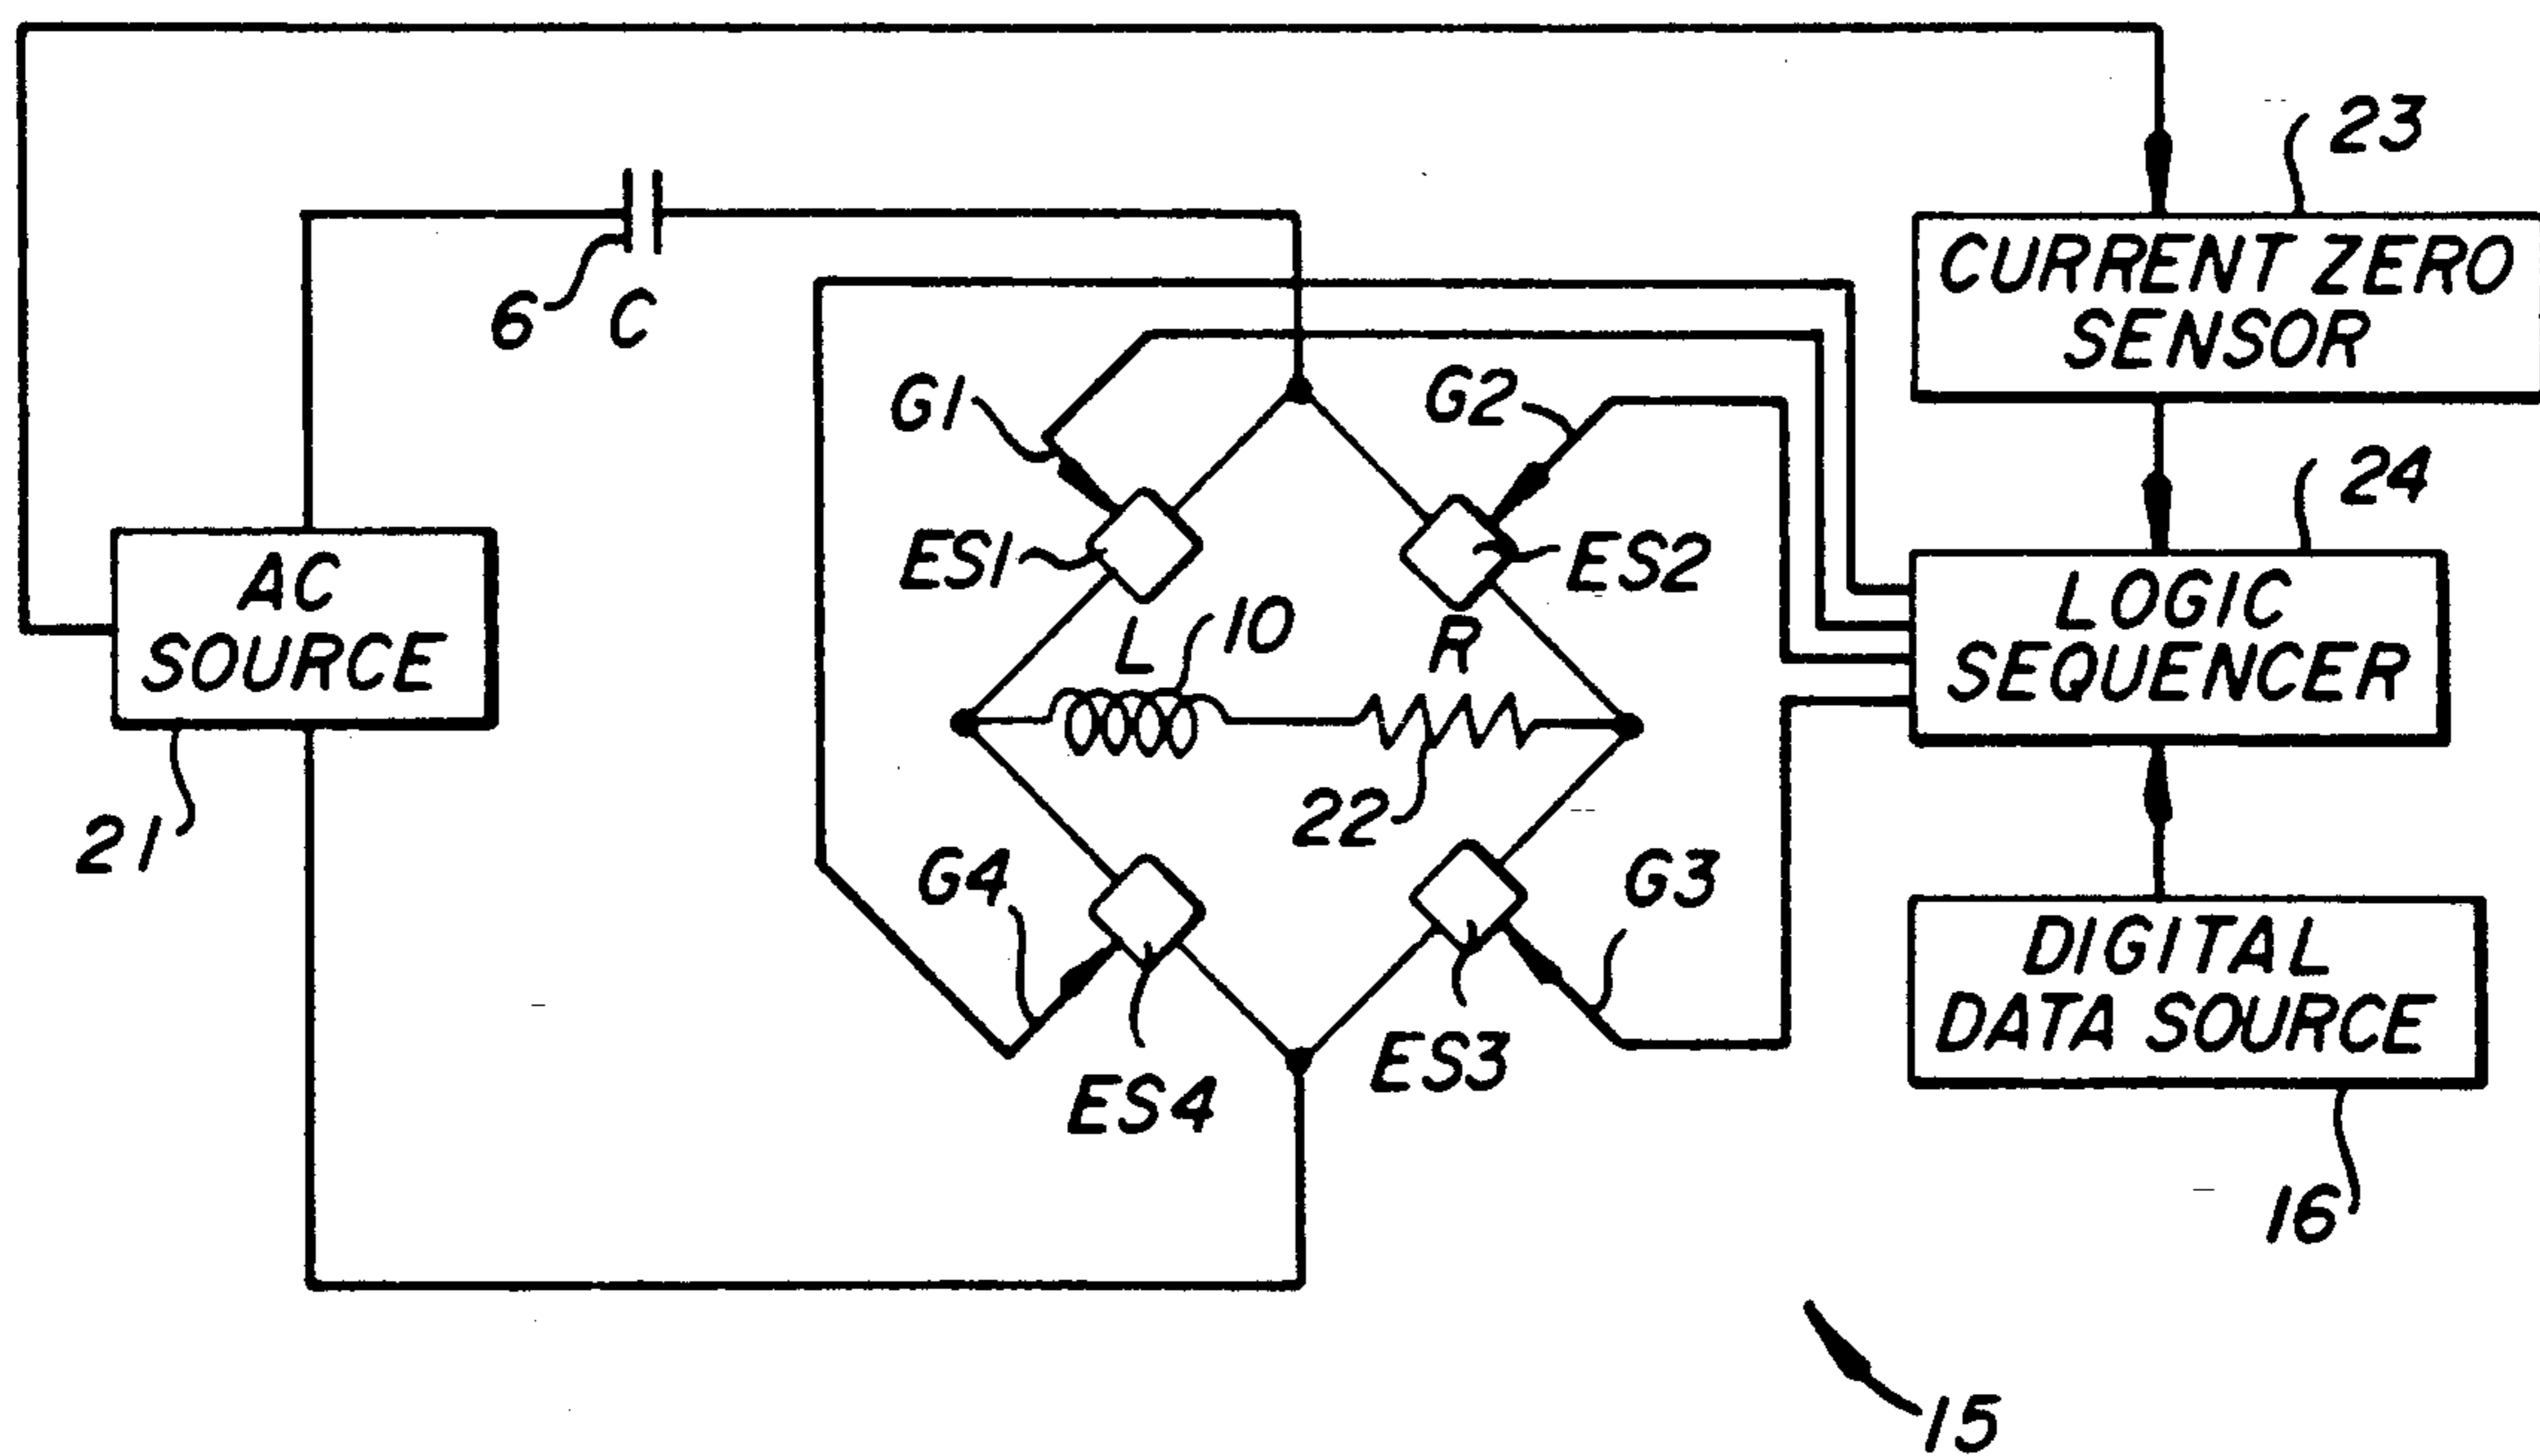 23
CURRENT ZERO
SENSOR
6 C
G1
G2
24
ES1
ES2
AC
SOURCE
L
10
R
LOGIC
SEQUENCER
21
22
G4
G3
DIGITAL
DATA SOURCE
ES4
ES3
16
15